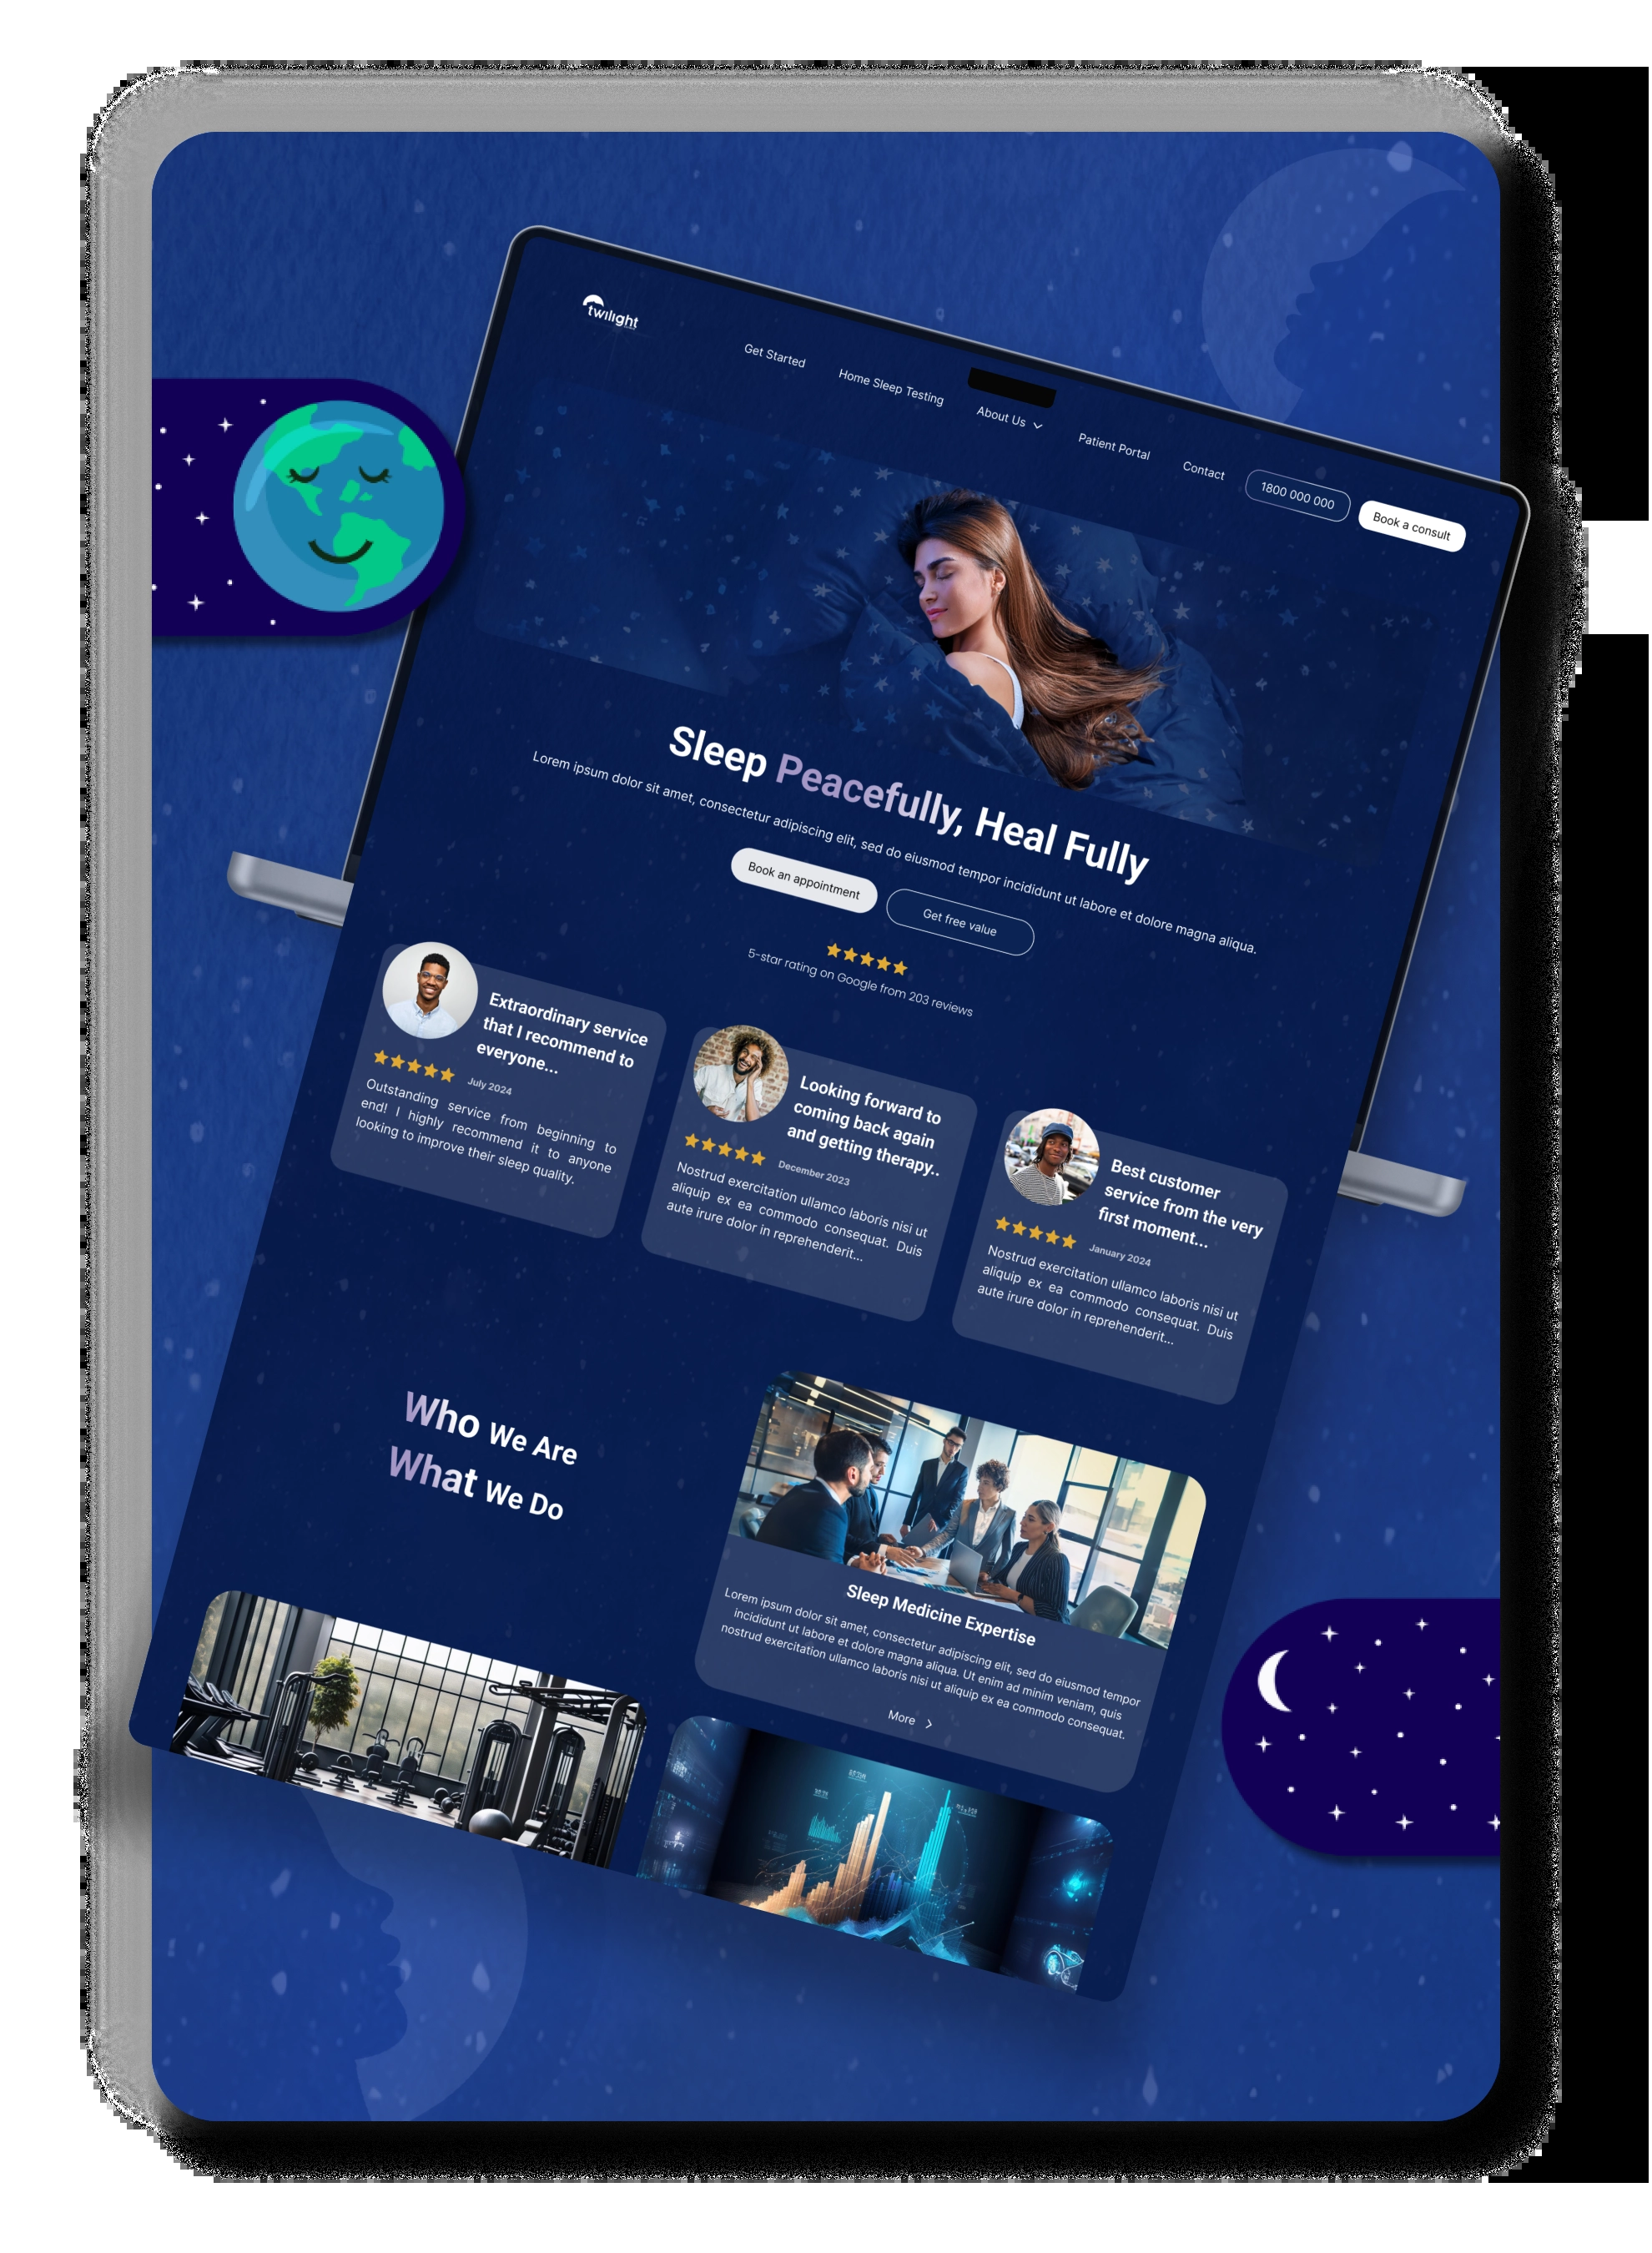 twilight
Get Started
Home Sleep Testing
About Us
Patient Portal
Contact
1800 000 000
Book a consult
Sleep Peacefully, Heal Fully
Lorem ipsum dolor sit amet, consectetur adipiscing elit, sed do eiusmod tempor incididunt ut labore et dolore magna aliqua.
Book an appointment
Get free value
5-star rating on Google from 203 reviews
Extraordinary service
that I recommend to
everyone...
July 2024
Outstanding service from beginning to
end! I highly recommend it to anyone
looking to improve their sleep quality.
Looking forward to
coming back again
and getting therapy..
December 2023
Nostrud exercitation ullamco laboris nisi ut
aliquip ex ea commodo consequat. Duis
aute irure dolor in reprehenderit...
Best customer
service from the very
first moment...
January 2024
Nostrud exercitation ullamco laboris nisi ut
aliquip ex ea commodo consequat. Duis
aute irure dolor in reprehenderit...
Who We Are
What We Do
Sleep Medicine Expertise
Lorem ipsum dolor sit amet, consectetur adipiscing elit, sed do eiusmod tempor
incididunt ut labore et dolore magna aliqua. Ut enim ad minim veniam, quis
nostrud exercitation ullamco laboris nisi ut aliquip ex ea commodo consequat.
More